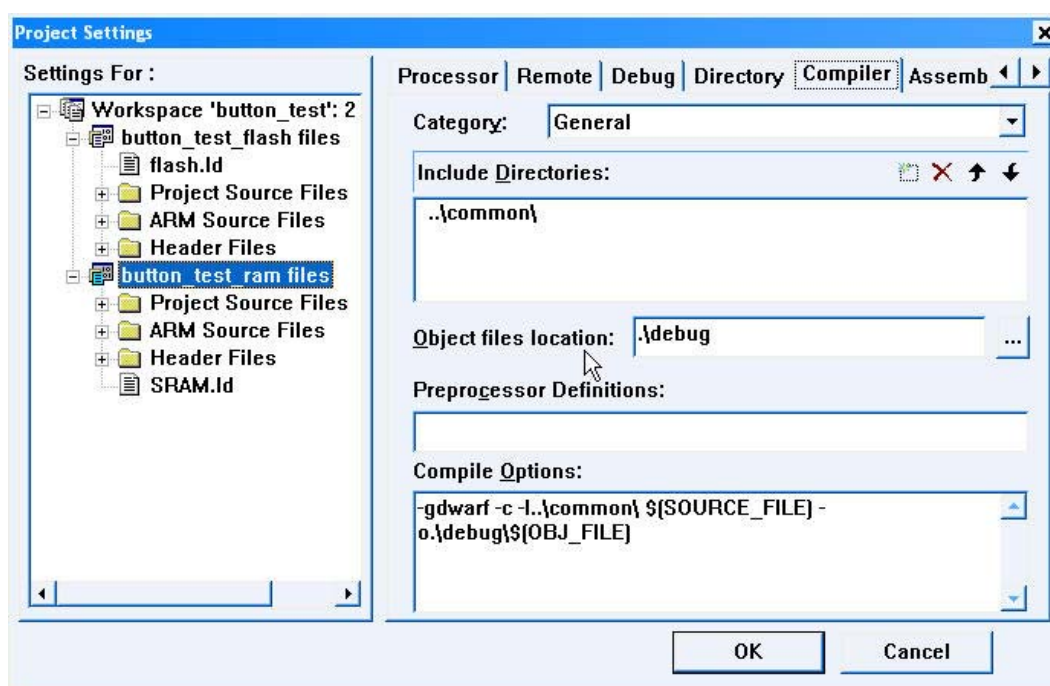 Project Settings
Settings For :
Workspace 'button_test': 2
button_test_flash files
flash.ld
Project Source Files
ARM Source Files
Header Files
button_test_ram files
Project Source Files
ARM Source Files
Header Files
SRAM.ld
Processor Remote Debug Directory Compiler Assemb
Category: General
Include Directories:
..\common\
Object files location: .\debug ...
Preprocessor Definitions:
Compile Options:
-gdwarf -c -I..\common\ $(SOURCE_FILE) -
o.\debug\$(OBJ_FILE)
OK Cancel